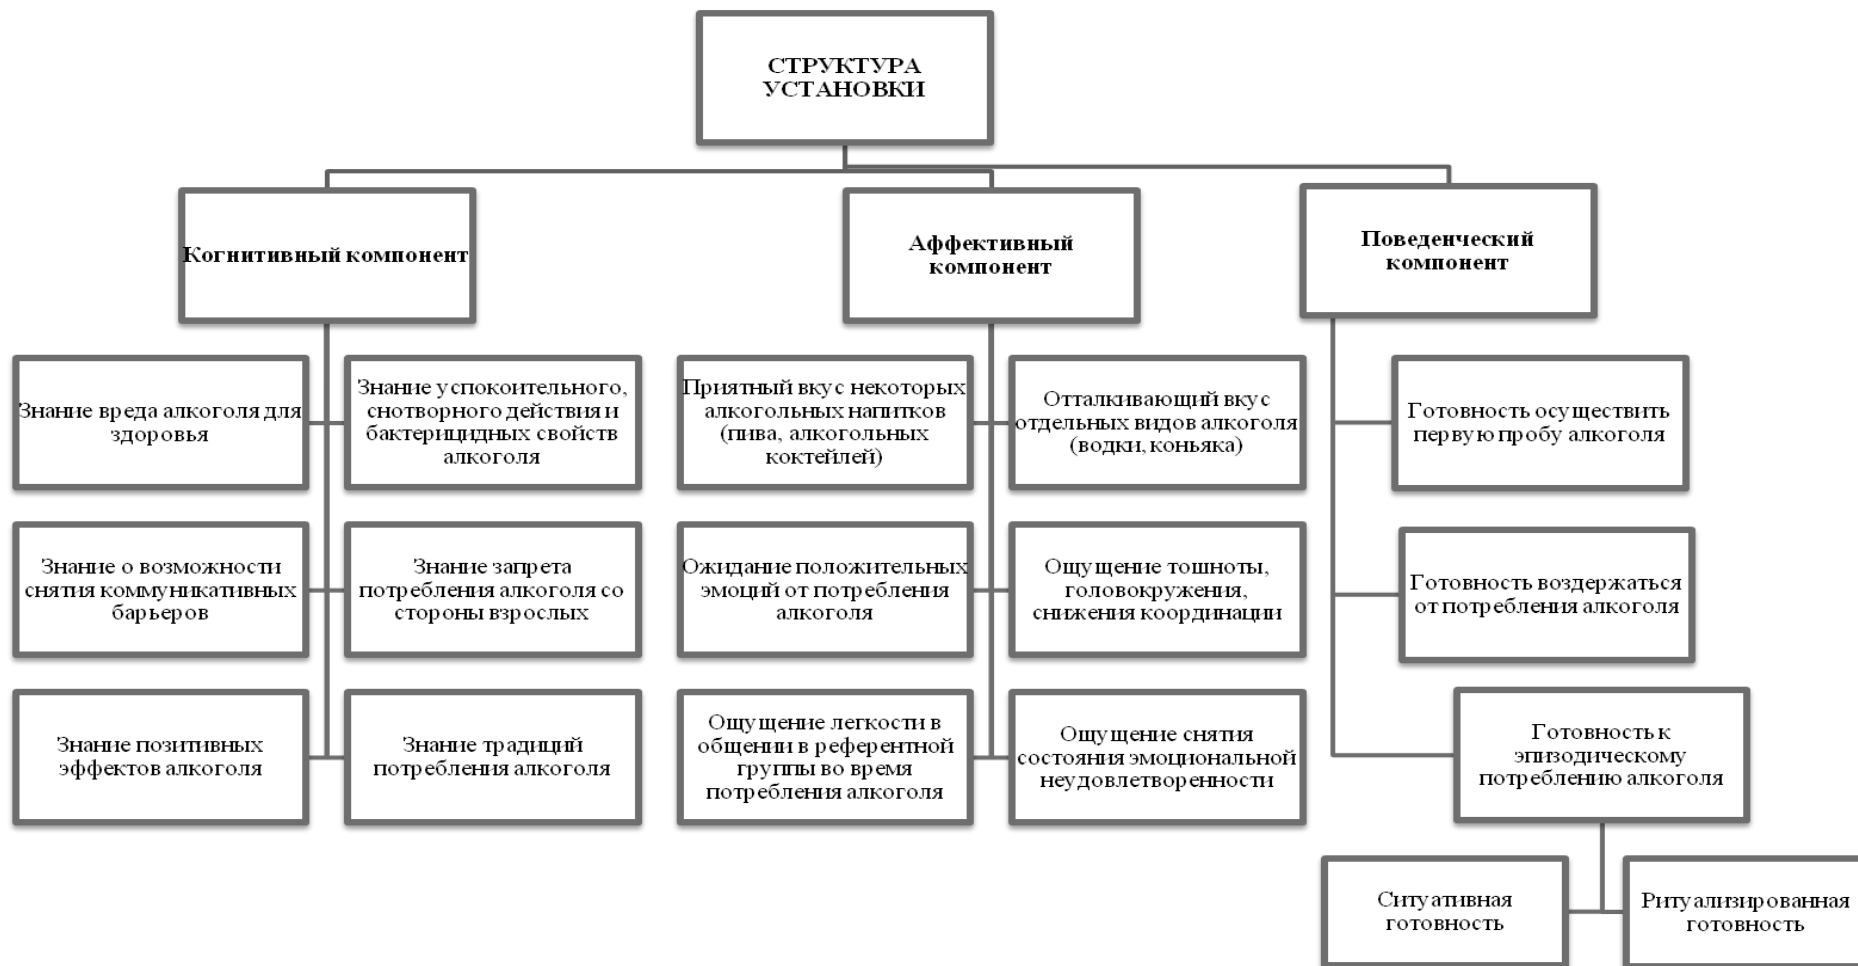 СТРУКТУРА
УСТАНОВКИ
Когнитивный компонент
Аффективный
компонент
Поведенческий
компонент
Знание вреда алкоголя для
здоровья
Знание успокоительного,
снотворного действия и
бактерицидных свойств
алкоголя
Приятный вкус некоторых
алкогольных напитков
(пива, алкогольных
коктейлей)
Отталкивающий вкус
отдельных видов алкоголя
(водки, коньяка)
Готовность осуществить
первую пробу алкоголя
Знание о возможности
снятия коммуникативных
барьеров
Знание запрета
потребления алкоголя со
стороны взрослых
Ожидание положительных
эмоций от потребления
алкоголя
Ощущение тошноты,
головокружения,
снижения координации
Готовность воздержаться
от потребления алкоголя
Знание позитивных
эффектов алкоголя
Знание традиций
потребления алкоголя
Ощущение легкости в
общении в референтной
группы во время
потребления алкоголя
Ощущение снятия
состояния эмоциональной
неудовлетворенности
Готовность к
эпизодическому
потреблению алкоголя
Ситуативная
готовность
Ритуализированная
готовность